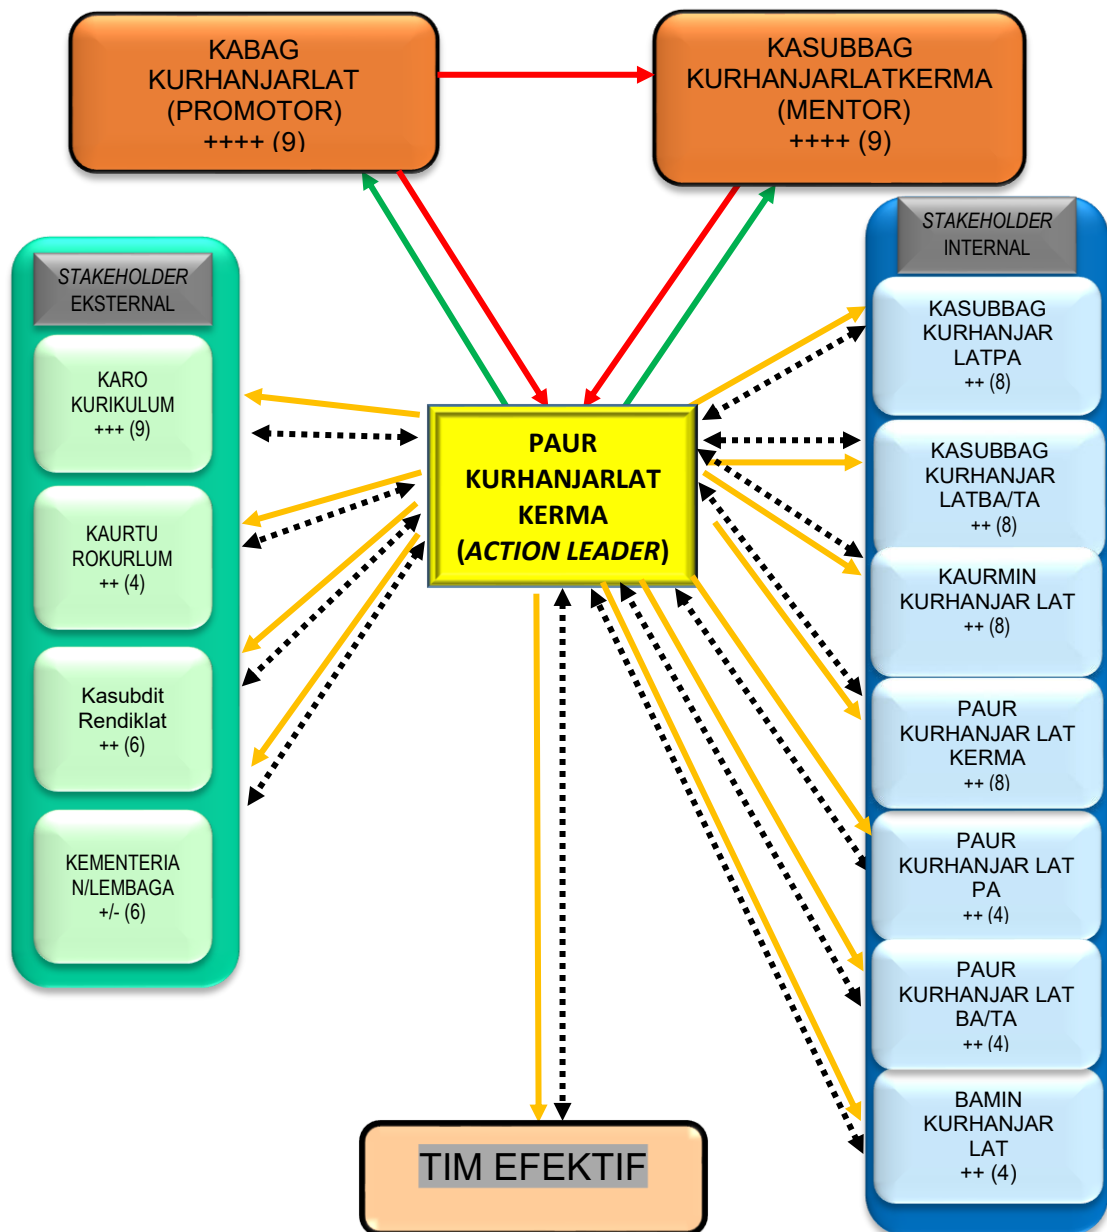 KABAG
KURHANJARLAT
(PROMOTOR)
++++ (9)
KASUBBAG
KURHANJARLATKERMA
(MENTOR)
++++ (9)
STAKEHOLDER
EKSTERNAL
KARO
KURIKULUM
+++ (9)
KAURTU
ROKURLUM
++ (4)
Kasubdit
Rendiklat
++ (6)
KEMENTERIA
N/LEMBAGA
+/- (6)
PAUR
KURHANJARLAT
KERMA
(ACTION LEADER)
STAKEHOLDER
INTERNAL
KASUBBAG
KURHANJAR
LATPA
++ (8)
KASUBBAG
KURHANJAR
LATBA/TA
++ (8)
KAURMIN
KURHANJAR LAT
++ (8)
PAUR
KURHANJAR LAT
KERMA
++ (8)
PAUR
KURHANJAR LAT
PA
++ (4)
PAUR
KURHANJAR LAT
BA/TA
++ (4)
BAMIN
KURHANJAR
LAT
++ (4)
TIM EFEKTIF